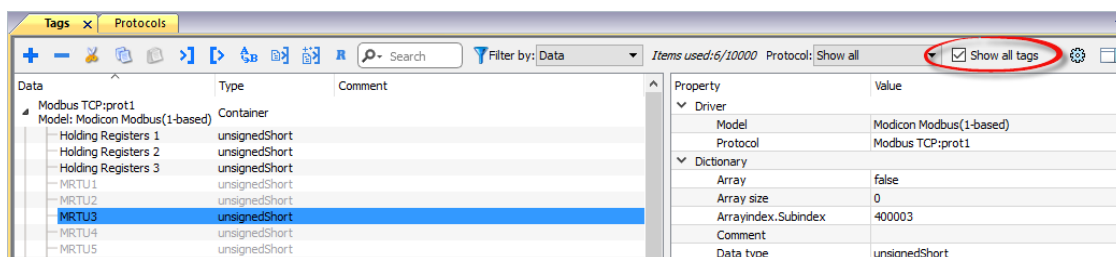 Tags x Protocols
A B R Search Filter by: Data Items used:6/10000 Protocol: Show all Show all tags
Data Type Comment Property Value
Modbus TCP:prot1 Container Driver
Model: Modicon Modbus(1-based) Model Modicon Modbus(1-based)
Holding Registers 1 unsignedShort Protocol Modbus TCP:prot1
Holding Registers 2 unsignedShort Dictionary
Holding Registers 3 unsignedShort Array false
MRTU1 unsignedShort Array size 0
MRTU2 unsignedShort
MRTU3 unsignedShort Arrayindex.Subindex 400003
MRTU4 unsignedShort Comment
MRTU5 unsignedShort Data type unsignedShort